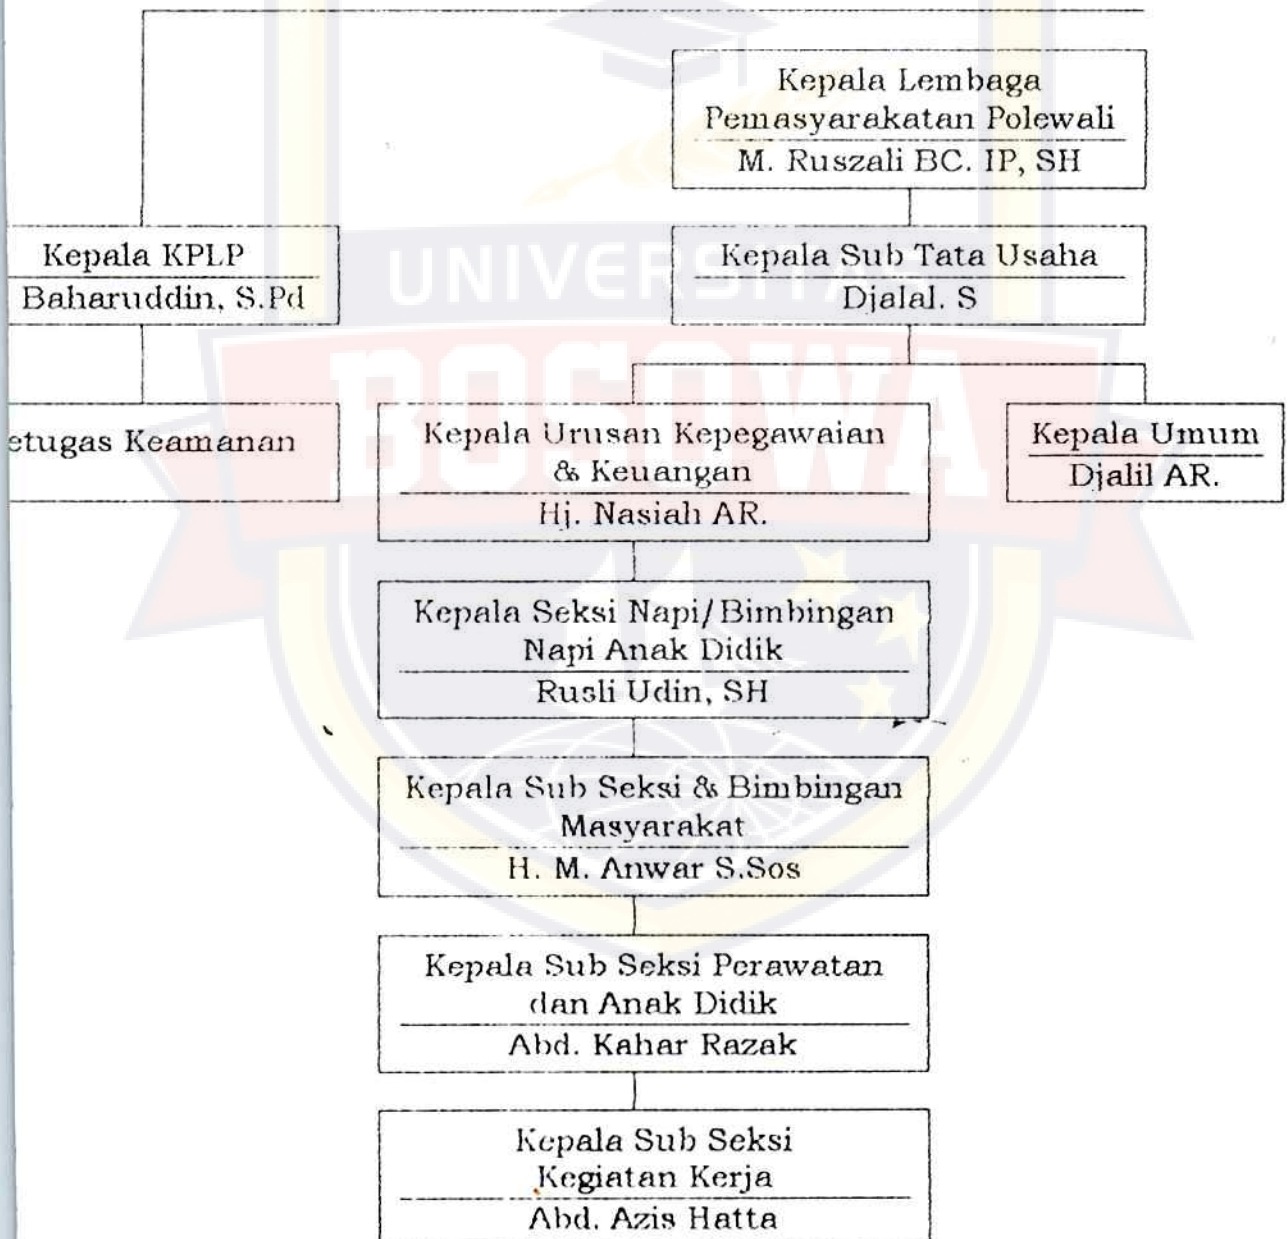 Kepala Lembaga
Pemasyarakatan Polewali
M. Ruszali BC. IP, SH
Kepala KPLP
Baharuddin, S.Pd
Kepala Sub Tata Usaha
Djalal. S
UNIVERSITAS
BOSOWA
etugas Keamanan
Kepala Urusan Kepegawaian
& Keuangan
Hj. Nasiah AR.
Kepala Umum
Djalil AR.
Kepala Seksi Napi/Bimbingan
Napi Anak Didik
Rusli Udin, SH
Kepala Sub Seksi & Bimbingan
Masyarakat
H. M. Anwar S.Sos
Kepala Sub Seksi Perawatan
dan Anak Didik
Abd. Kahar Razak
Kepala Sub Seksi
Kegiatan Kerja
Abd. Azis Hatta